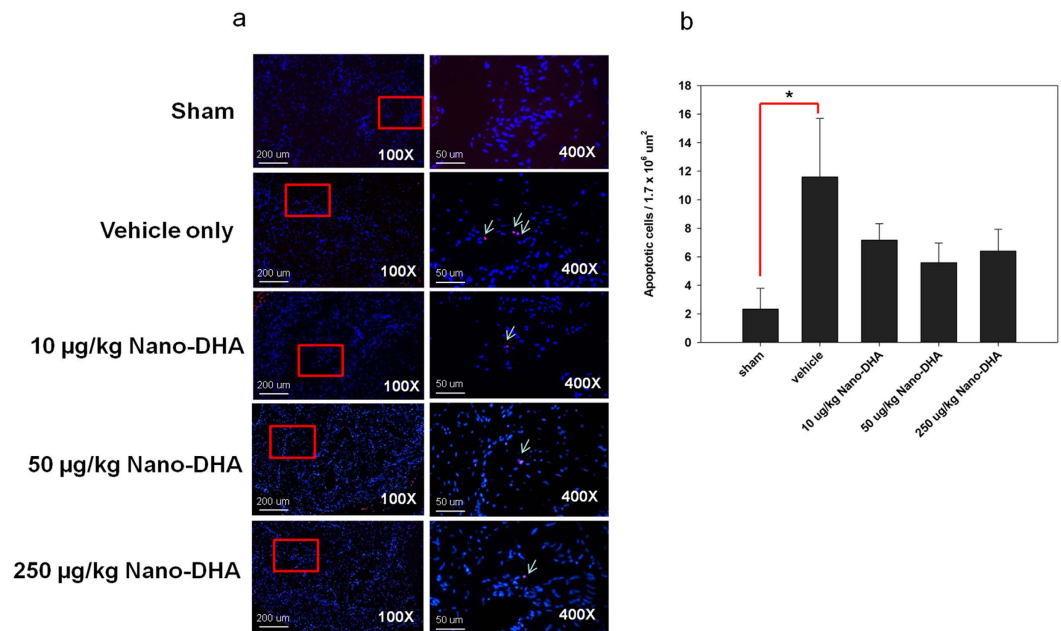 a
Sham
200 um
100X
50 um
400X
Vehicle only
200 um
100X
50 um
400X
10 µg/kg Nano-DHA
200 um
100X
50 um
400X
50 µg/kg Nano-DHA
200 um
100X
50 um
400X
250 µg/kg Nano-DHA
200 um
100X
50 um
400X
b
Apoptotic cells / 1.7 x 10⁶ um²
18
16
14
12
10
8
6
4
2
0
*
sham
vehicle
10 ug/kg Nano-DHA
50 ug/kg Nano-DHA
250 ug/kg Nano-DHA